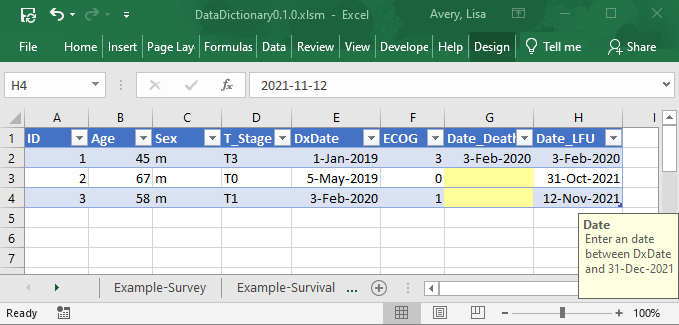 DataDictionary0.1.0.xlsm - Excel Avery, Lisa
File Home Insert Page Lay Formulas Data Review View Develope Help Design Tell me Share
H4 fx 2021-11-12
A B C D E F G H I
1 ID Age Sex T_Stage DxDate ECOG Date_Death Date_LFU
2 1 45 m T3 1-Jan-2019 3 3-Feb-2020 3-Feb-2020
3 2 67 m T0 5-May-2019 0 31-Oct-2021
4 3 58 m T1 3-Feb-2020 1 12-Nov-2021
5
6
7
Date
Enter an date
between DxDate
and 31-Dec-2021
Example-Survey Example-Survival ...
Ready 100%